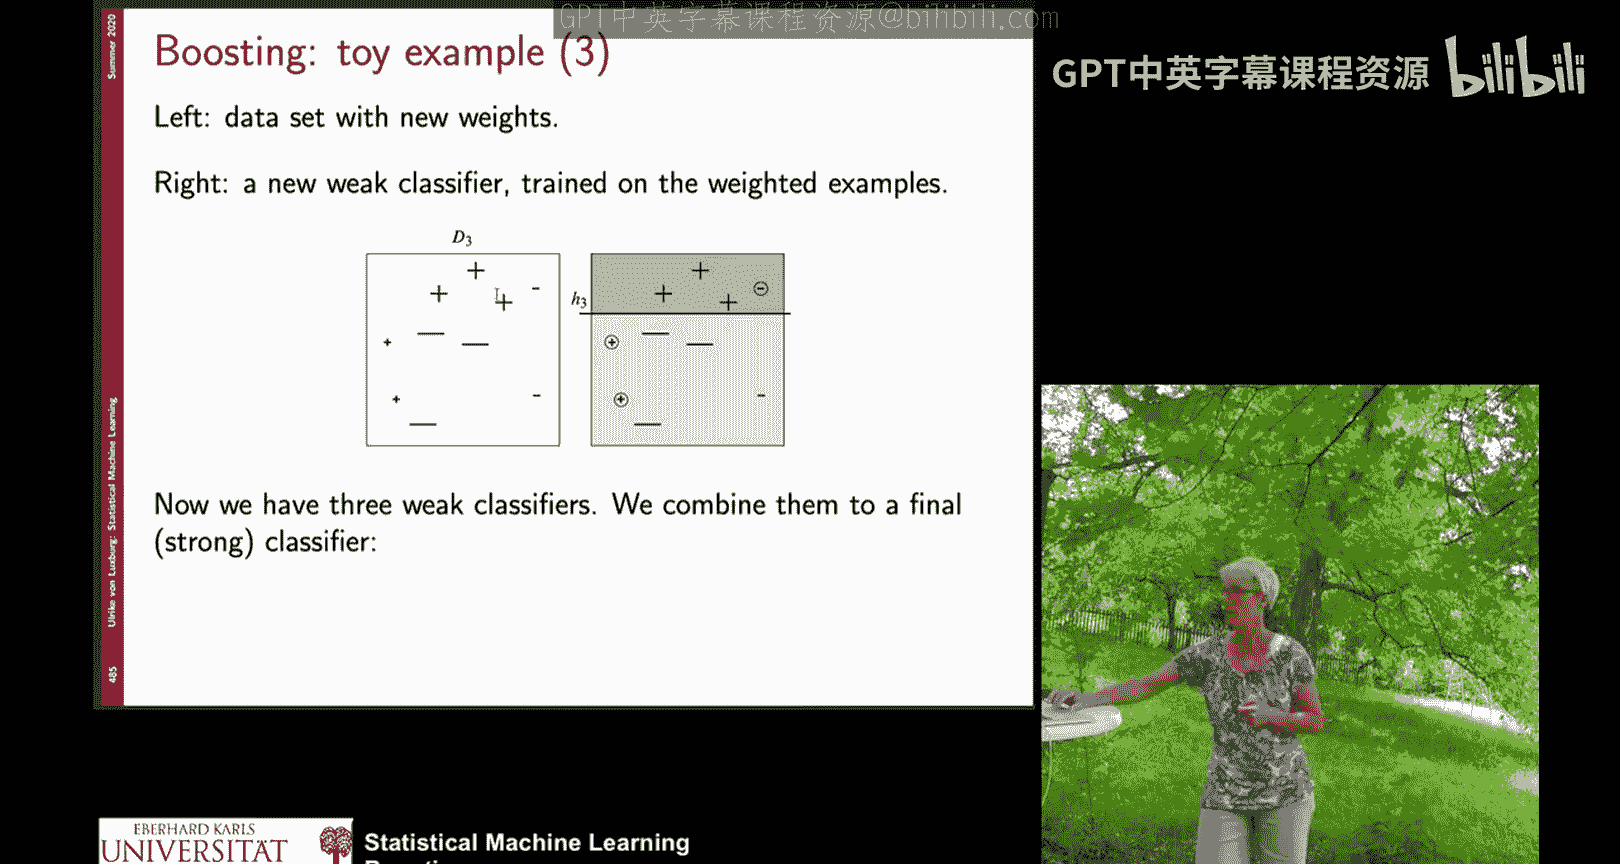 GPT中英字幕课程资源@bilibili.com
GPT中英字幕课程资源 bilibili
Summer 2020
Ulrike von Luxburg: Statistical Machine Learning
485
Boosting: toy example (3)
Left: data set with new weights.
Right: a new weak classifier, trained on the weighted examples.
D3
h3
Now we have three weak classifiers. We combine them to a final
(strong) classifier:
EBERHARD KARLS
UNIVERSITÄT
Statistical Machine Learning